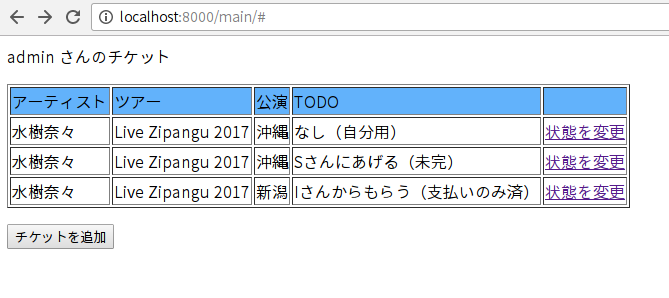 localhost:8000/main/#
admin さんのチケット
アーティスト ツアー 公演 TODO
水樹奈々 Live Zipangu 2017 沖縄 なし（自分用） 状態を変更
水樹奈々 Live Zipangu 2017 沖縄 Sさんにあげる（未完） 状態を変更
水樹奈々 Live Zipangu 2017 新潟 Iさんからもらう（支払いのみ済） 状態を変更
チケットを追加